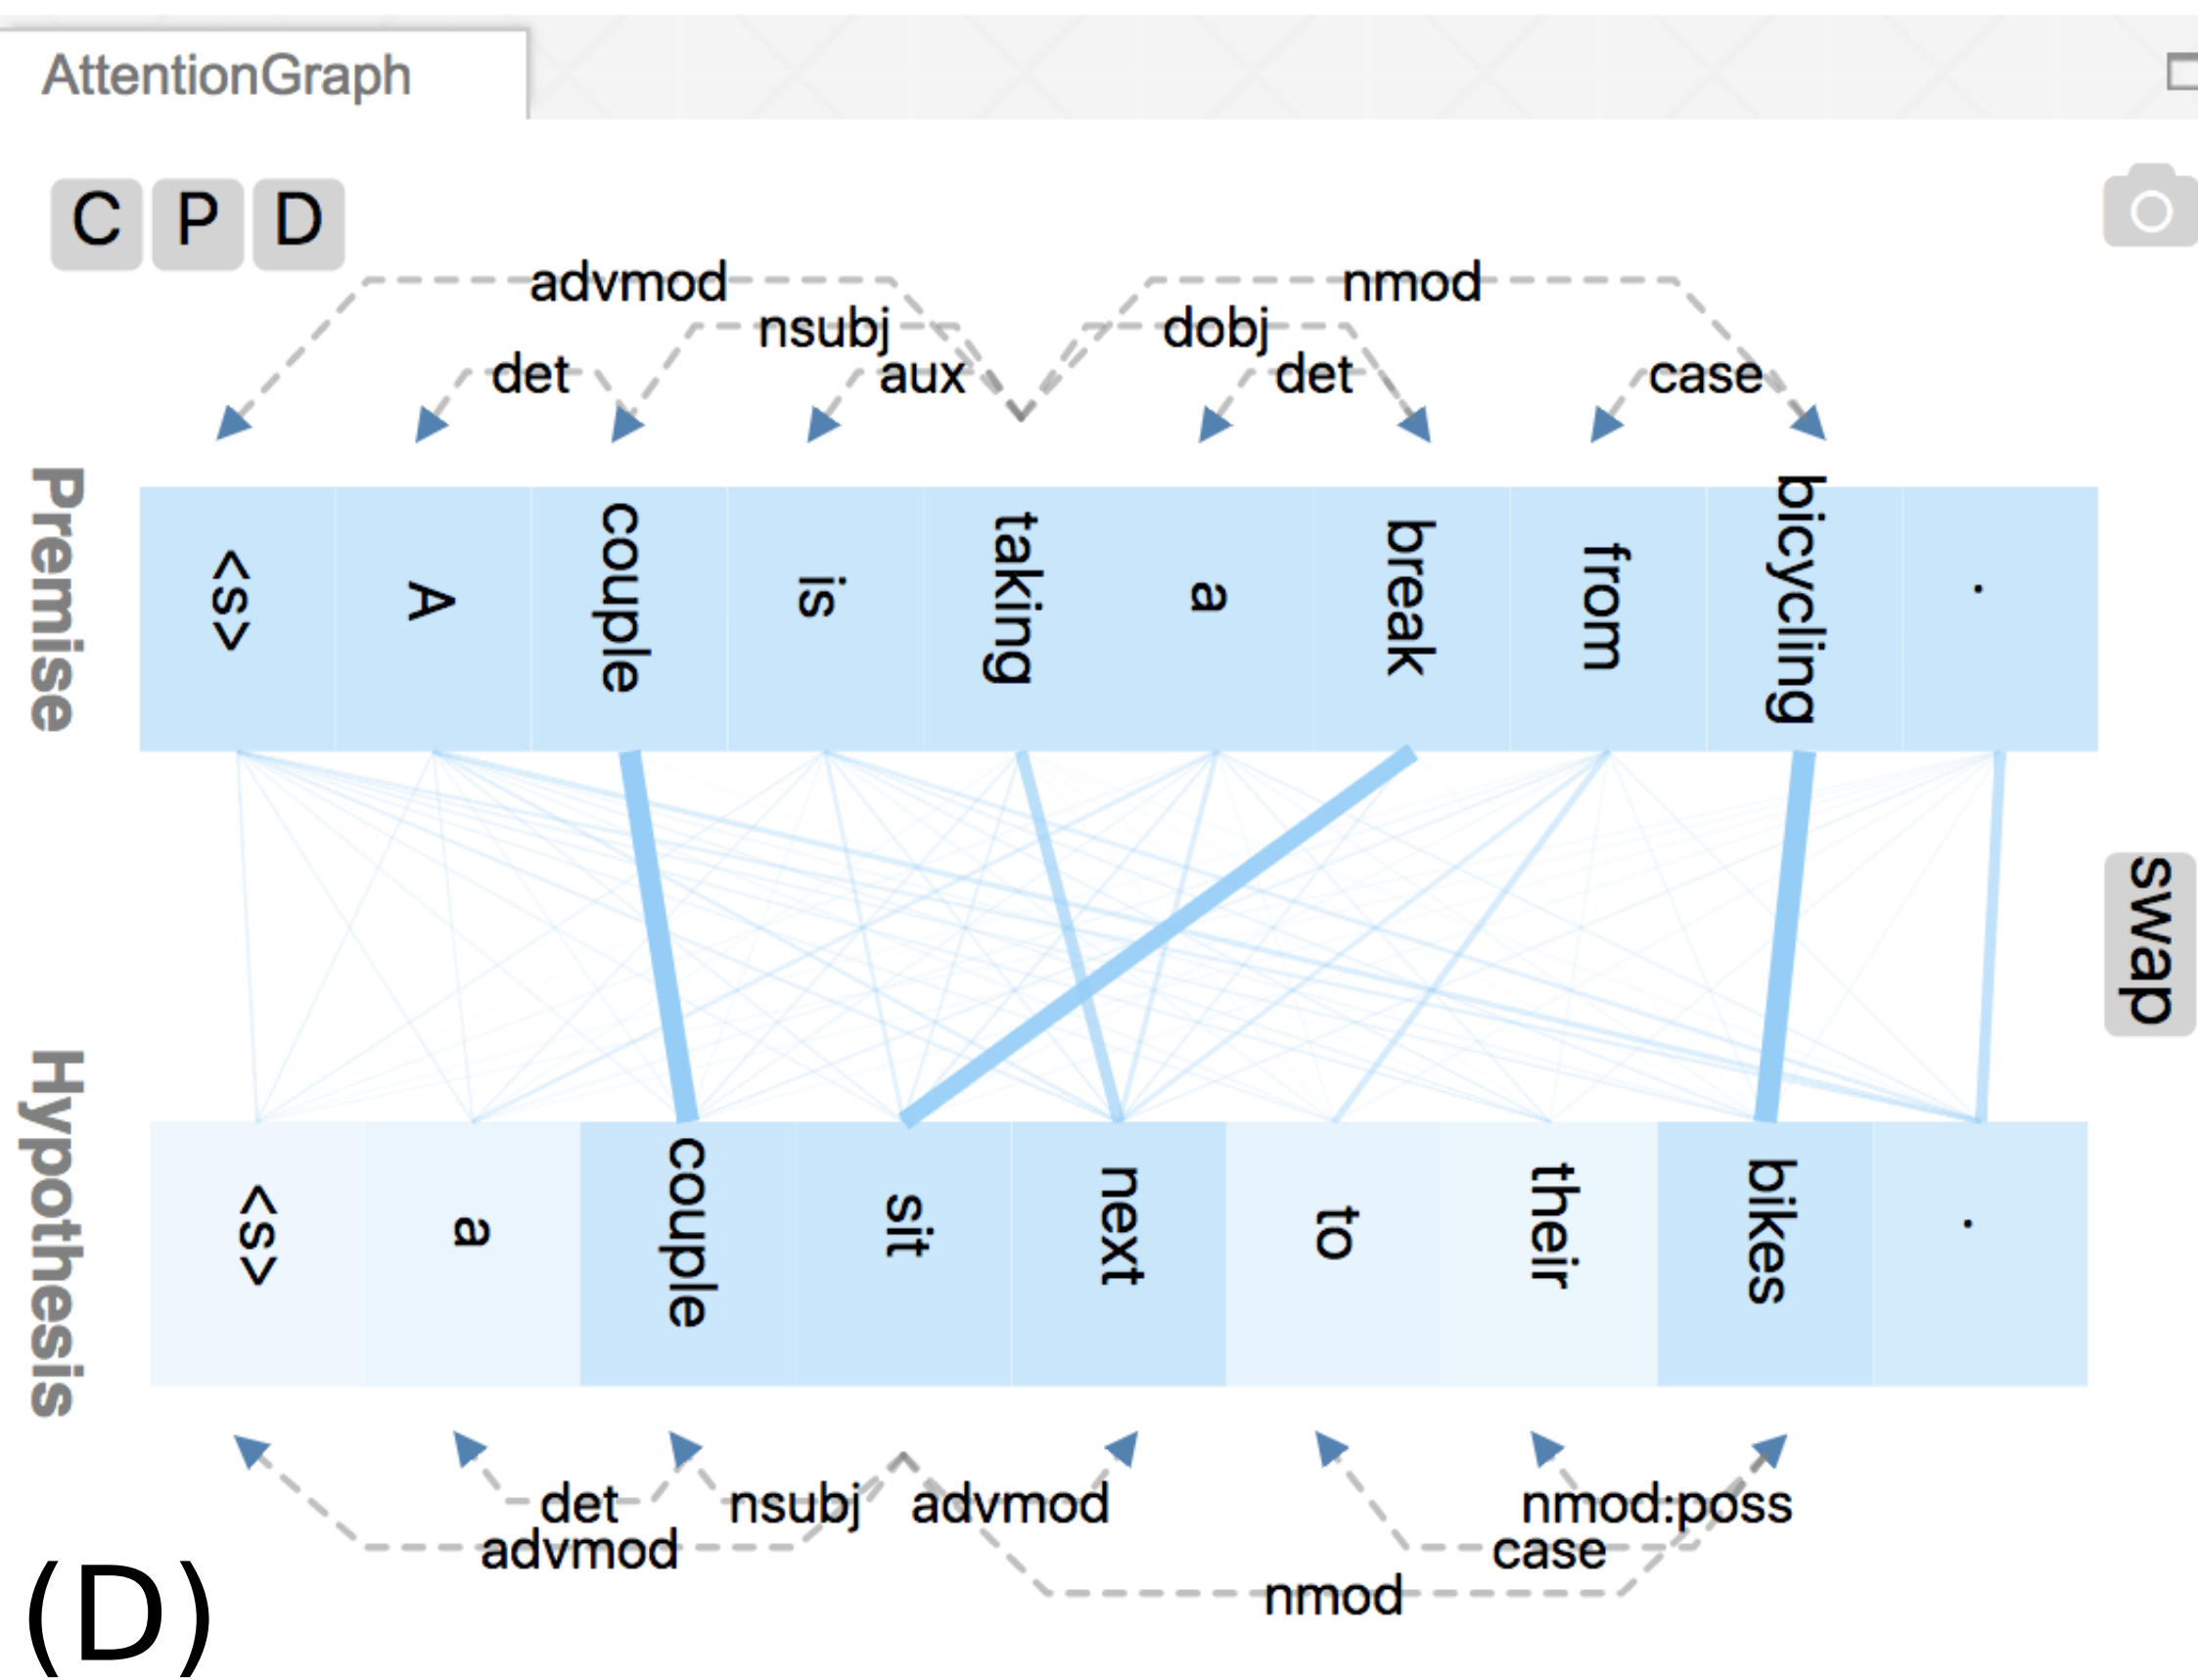 AttentionGraph
C P D
advmod nmod
nsubj dobj
det aux det case
Premise
<s> A couple is taking a break from bicycling .
swap
Hypothesis
<s> a couple sit next to their bikes .
det nsubj advmod nmod:poss
advmod case
nmod
(D)